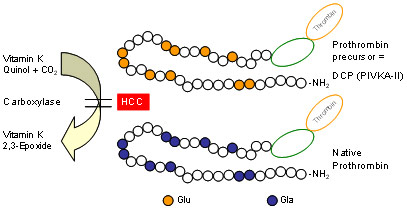 Thrombin
Vitamin K
Quinol + CO2
Prothrombin
precursor =
DCP (PIVKA-II)
-NH2
Carboxylase
HCC
Thrombin
Vitamin K
2,3-Epoxide
Native
Prothrombin
-NH2
Glu
Gla